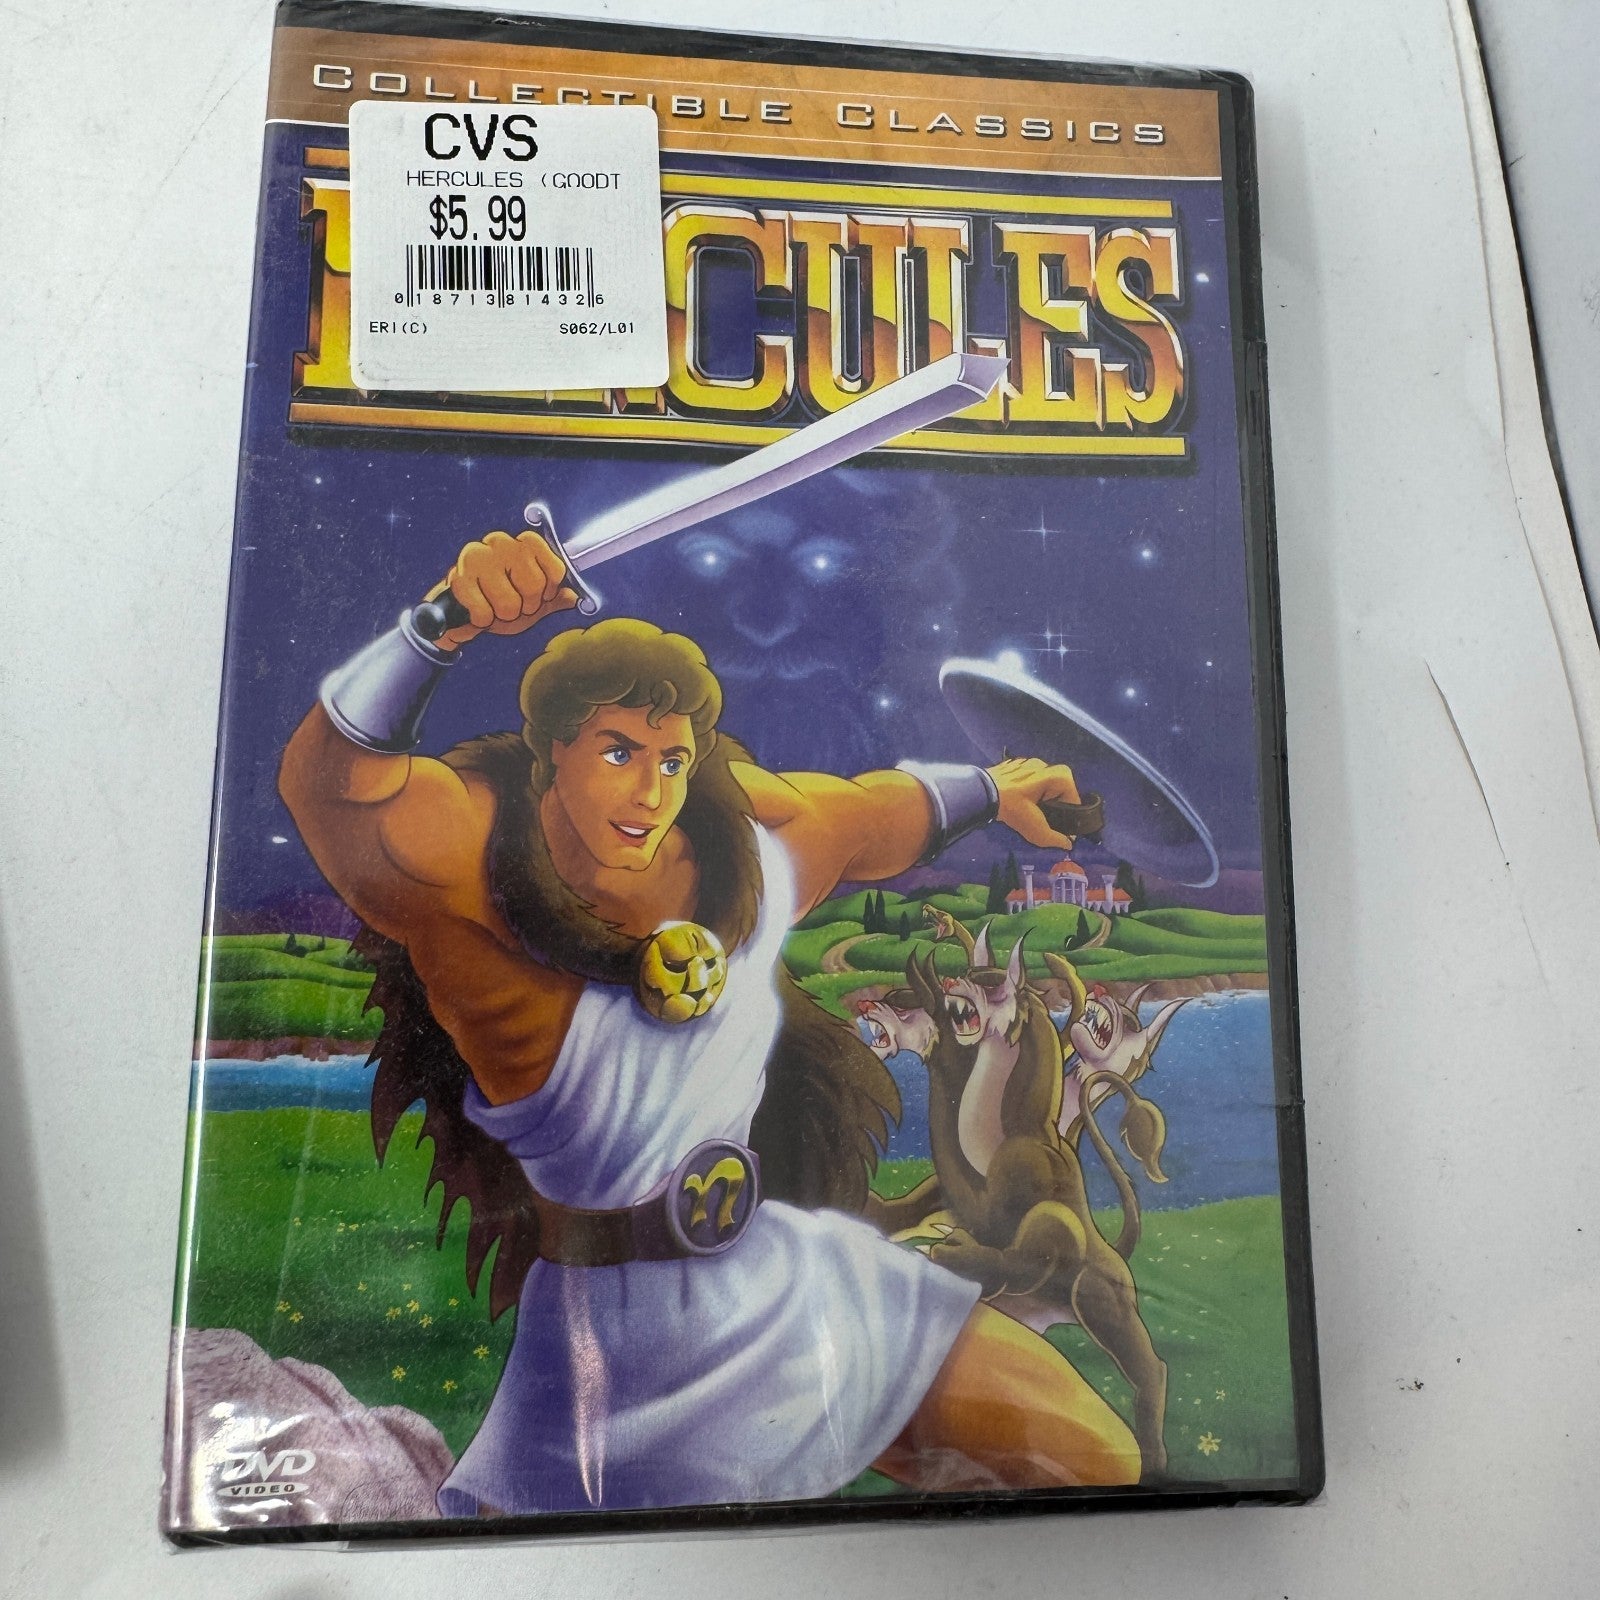 COLLECTIBLE CLASSICS
CVS
HERCULES (GOODT
$5.99
0 18713 81432 6
ERI(C) S062/L01
HERCULES
n
DVD
VIDEO